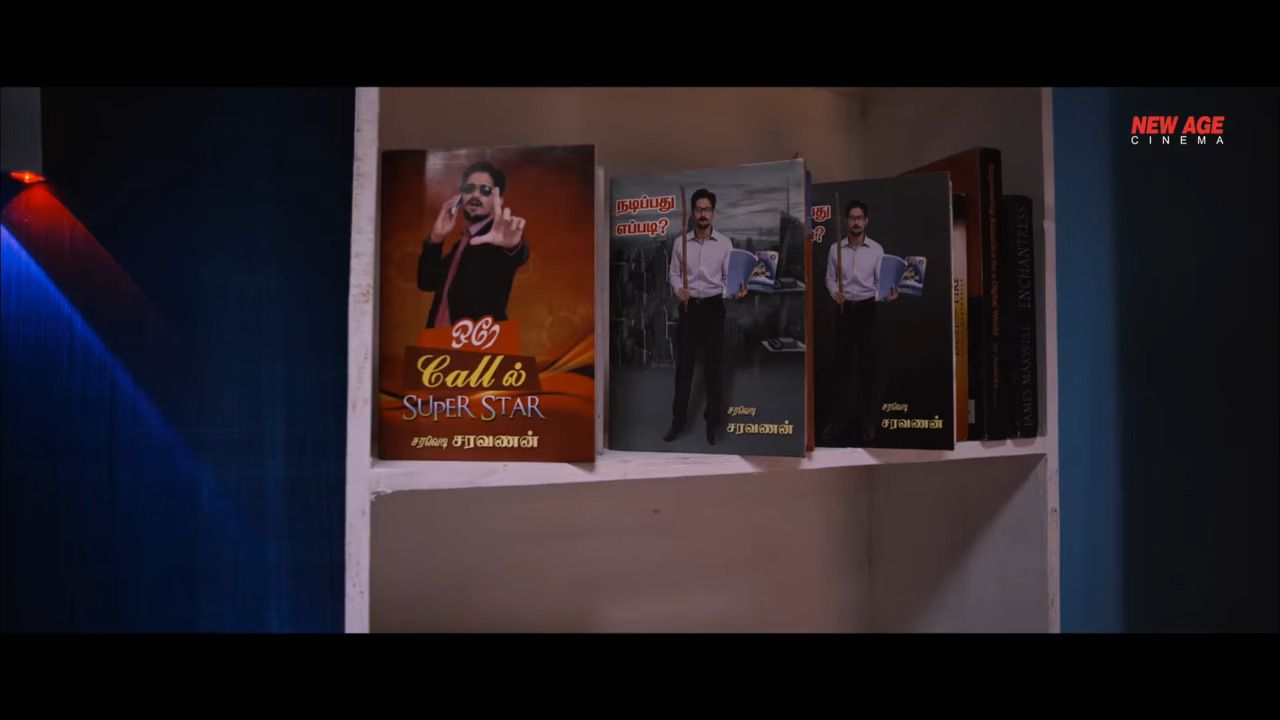 NEW AGE
CINEMA
ஒரே
Callல்
SUPER STAR
சரவெடி சரவணன்
நடிப்பது
எப்படி?
சரவெடி
சரவணன்
பது
?
சரவெடி
சரவணன்
JAMES MAXWELL ENCHANTRESS